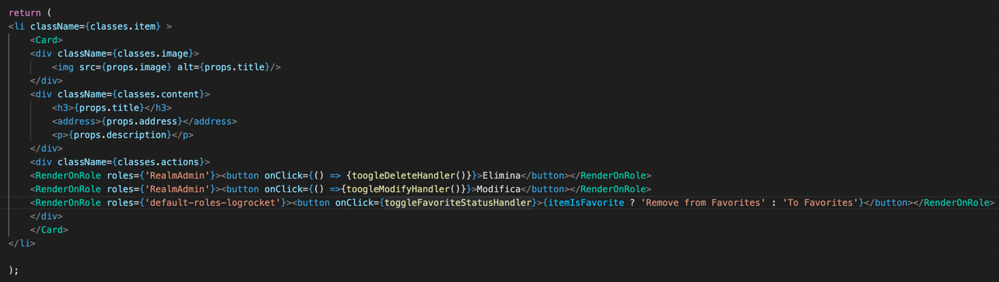 return (
<li className={classes.item} >
<Card>
<div className={classes.image}>
<img src={props.image} alt={props.title}/>
</div>
<div className={classes.content}>
<h3>{props.title}</h3>
<address>{props.address}</address>
<p>{props.description}</p>
</div>
<div className={classes.actions}>
<RenderOnRole roles={'RealmAdmin'}><button onClick={() => {toogleDeleteHandler()}}>Elimina</button></RenderOnRole>
<RenderOnRole roles={'RealmAdmin'}><button onClick={() =>{toogleModifyHandler()}}>Modifica</button></RenderOnRole>
<RenderOnRole roles={'default-roles-logrocket'}><button onClick={toggleFavoriteStatusHandler}>{itemIsFavorite ? 'Remove from Favorites' : 'To Favorites'}</button></RenderOnRole>
</div>
</Card>
</li>
);